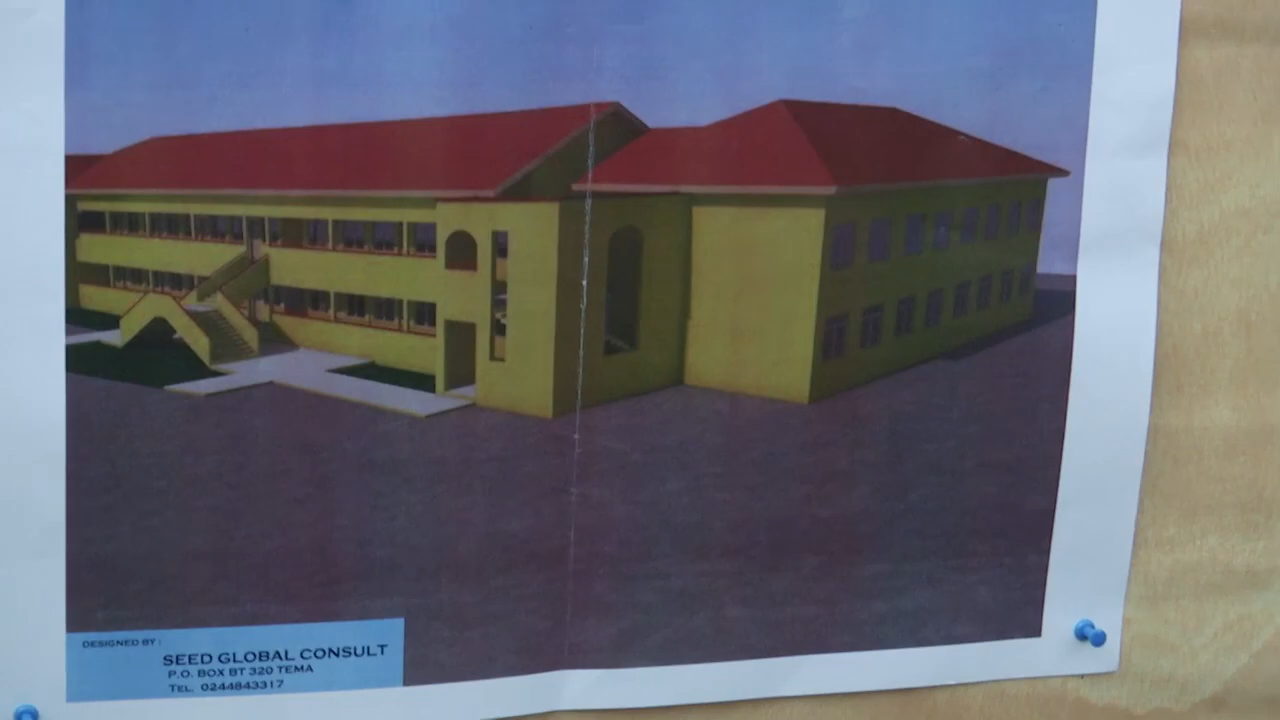 DESIGNED BY :
SEED GLOBAL CONSULT
P.O. BOX BT 320 TEMA
TEL. 0244843317